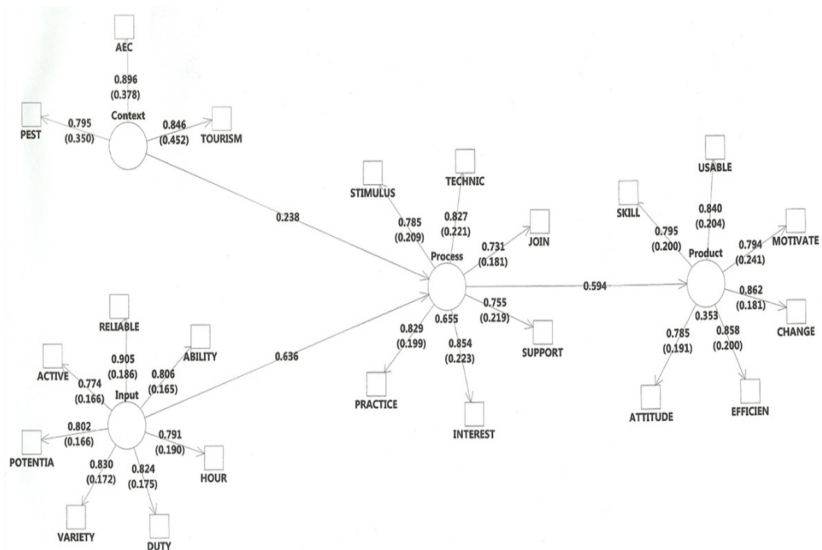 AEC
0.896
(0.378)
Context
PEST
0.795
(0.350)
0.846
(0.452)
TOURISM
0.238
STIMULUS
0.785
(0.209)
TECHNIC
0.827
(0.221)
JOIN
0.731
(0.181)
Process
0.655
0.755
(0.219)
SUPPORT
0.829
(0.199)
PRACTICE
0.854
(0.223)
INTEREST
0.594
USABLE
0.840
(0.204)
SKILL
0.795
(0.200)
MOTIVATE
0.794
(0.241)
Product
0.353
0.862
(0.181)
CHANGE
0.785
(0.191)
ATTITUDE
0.858
(0.200)
EFFICIEN
RELIABLE
0.905
(0.186)
ABILITY
0.806
(0.165)
ACTIVE
0.774
(0.166)
Input
0.636
POTENTIA
0.802
(0.166)
0.791
(0.190)
HOUR
0.830
(0.172)
VARIETY
0.824
(0.175)
DUTY